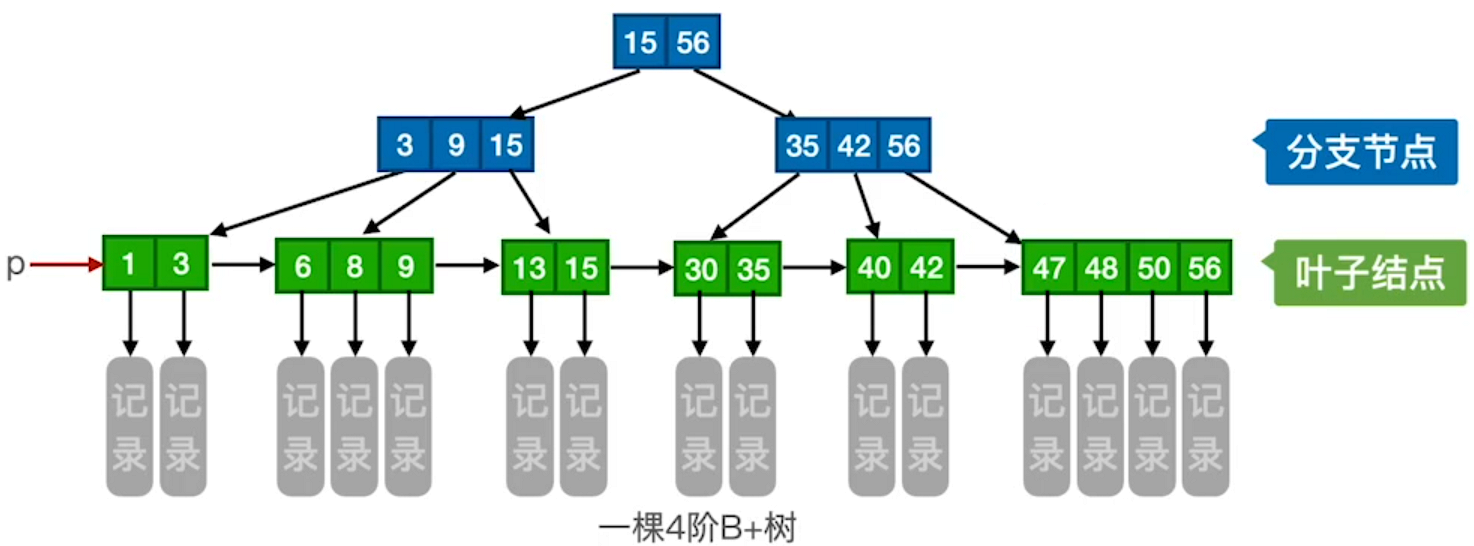 15 56
3 9 15 35 42 56
分支节点
p 1 3 6 8 9 13 15 30 35 40 42 47 48 50 56
叶子结点
记录 记录 记录 记录 记录 记录 记录 记录 记录 记录 记录 记录 记录 记录 记录
一棵4阶B+树